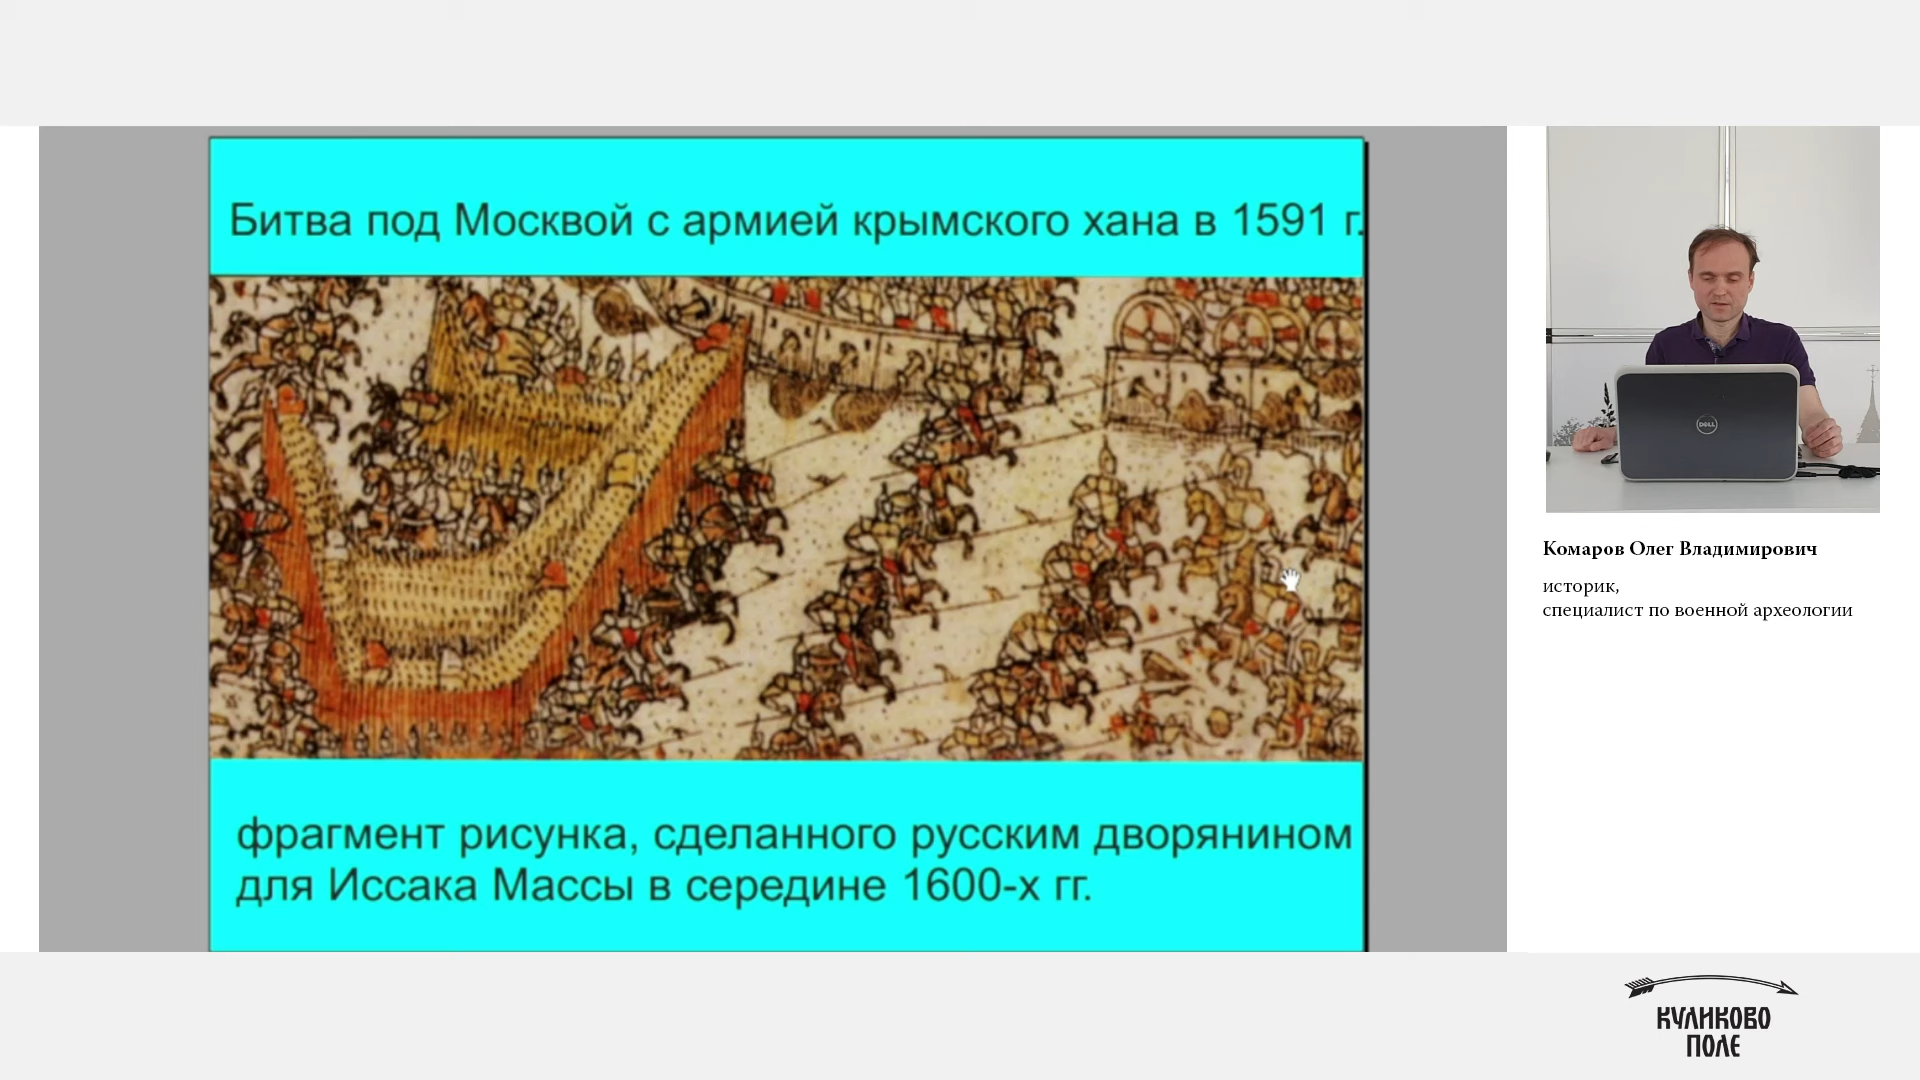 Битва под Москвой с армией крымского хана в 1591 г.
фрагмент рисунка, сделанного русским дворянином
для Иссака Массы в середине 1600-х гг.
DELL
Комаров Олег Владимирович
историк,
специалист по военной археологии
КУЛИКОВО
ПОЛЕ